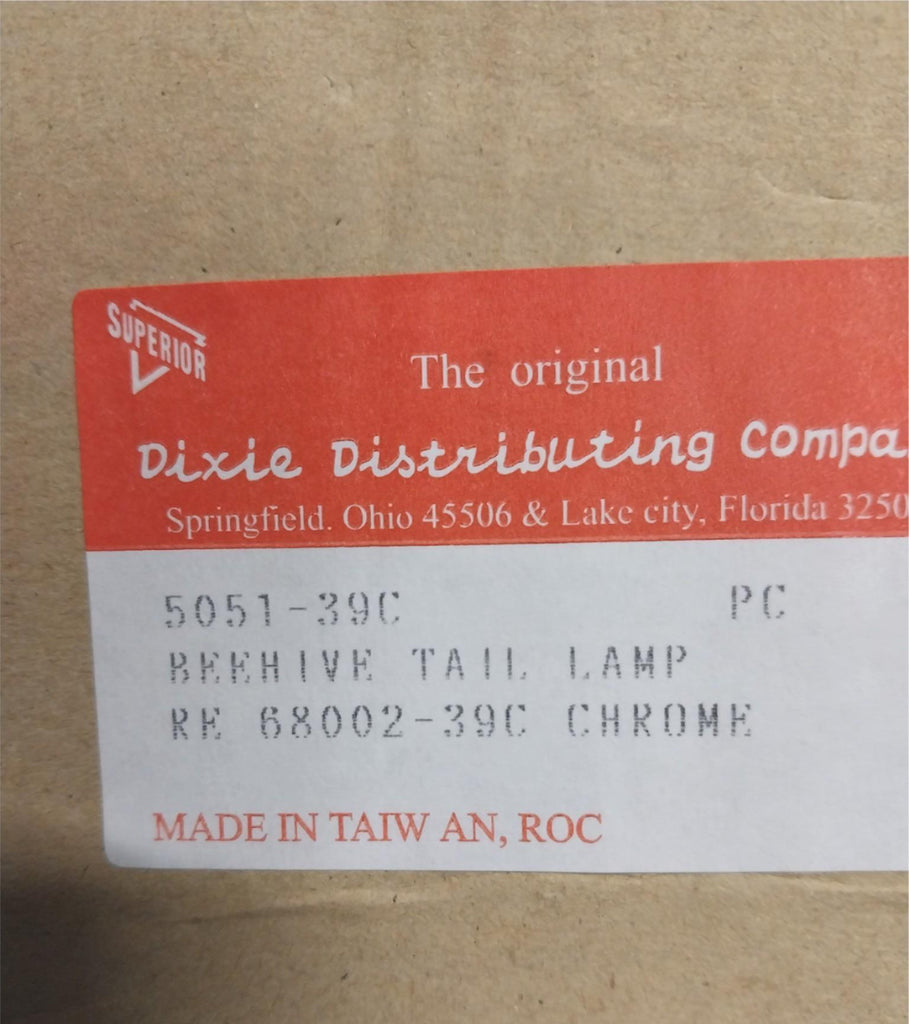 SUPERIOR
The original
Dixie Distributing Compa
Springfield. Ohio 45506 & Lake city, Florida 3250
5051-39C PC
BEEHIVE TAIL LAMP
RE 68002-39C CHROME
MADE IN TAIW AN, ROC